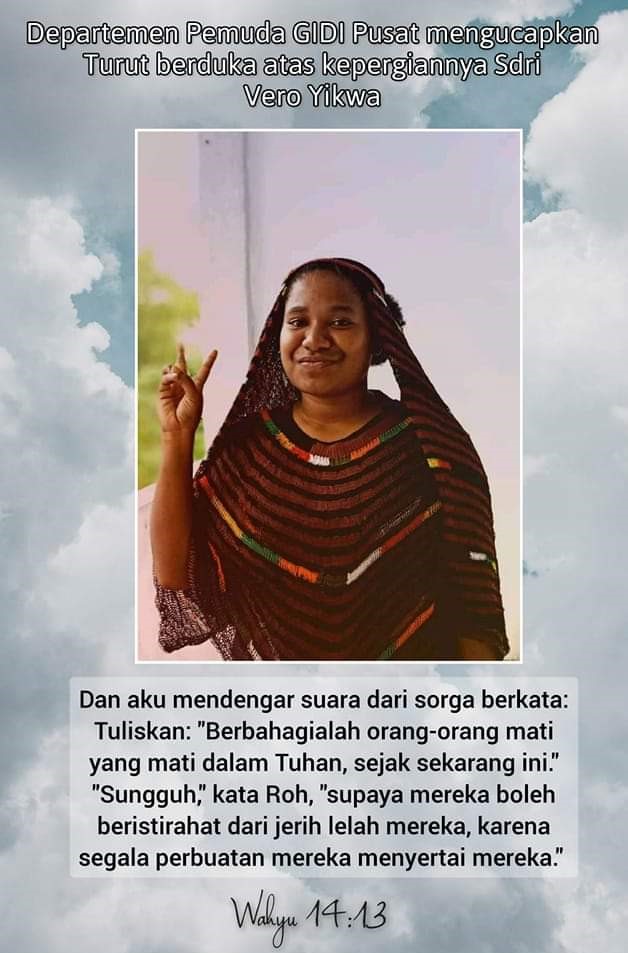 Departemen Pemuda GIDI Pusat mengucapkan
Turut berduka atas kepergiannya Sdri
Vero Yikwa
Dan aku mendengar suara dari sorga berkata:
Tuliskan: "Berbahagialah orang-orang mati
yang mati dalam Tuhan, sejak sekarang ini."
"Sungguh," kata Roh, "supaya mereka boleh
beristirahat dari jerih lelah mereka, karena
segala perbuatan mereka menyertai mereka."
Wahyu 14:13